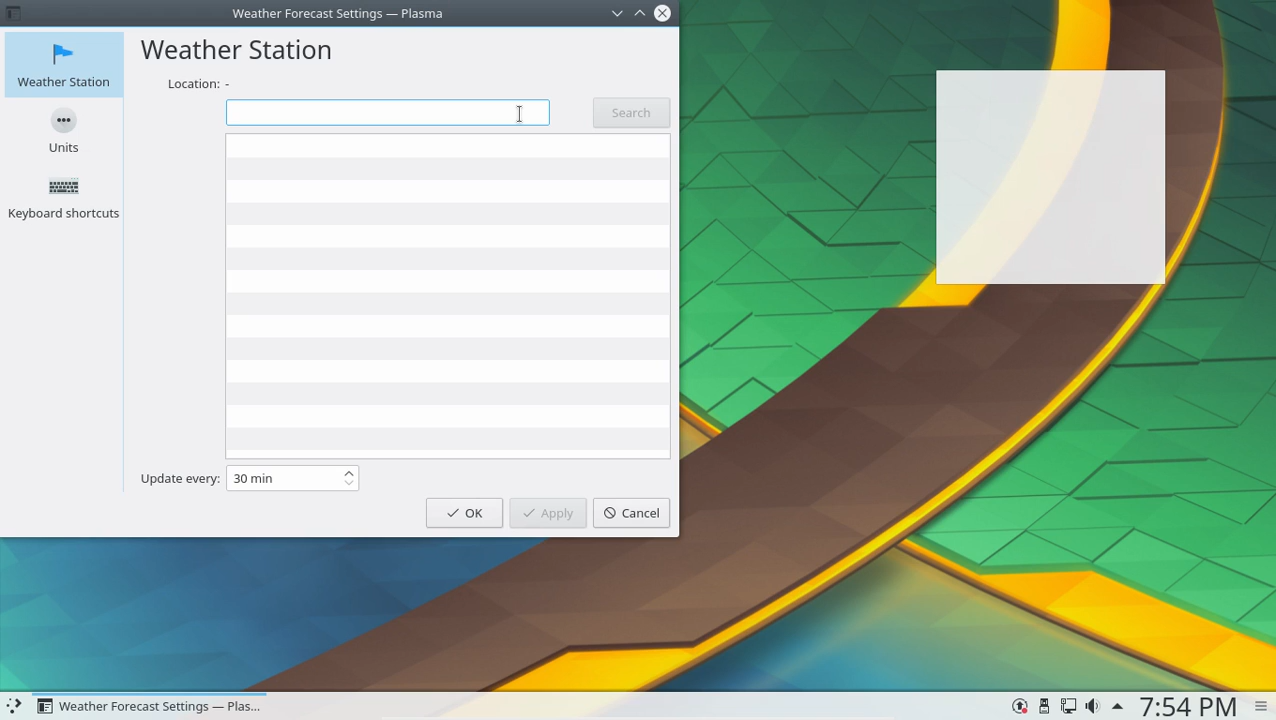 Weather Forecast Settings — Plasma
Weather Station
Weather Station
Units
Keyboard shortcuts
Location: -
Search
Update every: 30 min
OK
Apply
Cancel
Weather Forecast Settings — Plas...
7:54 PM